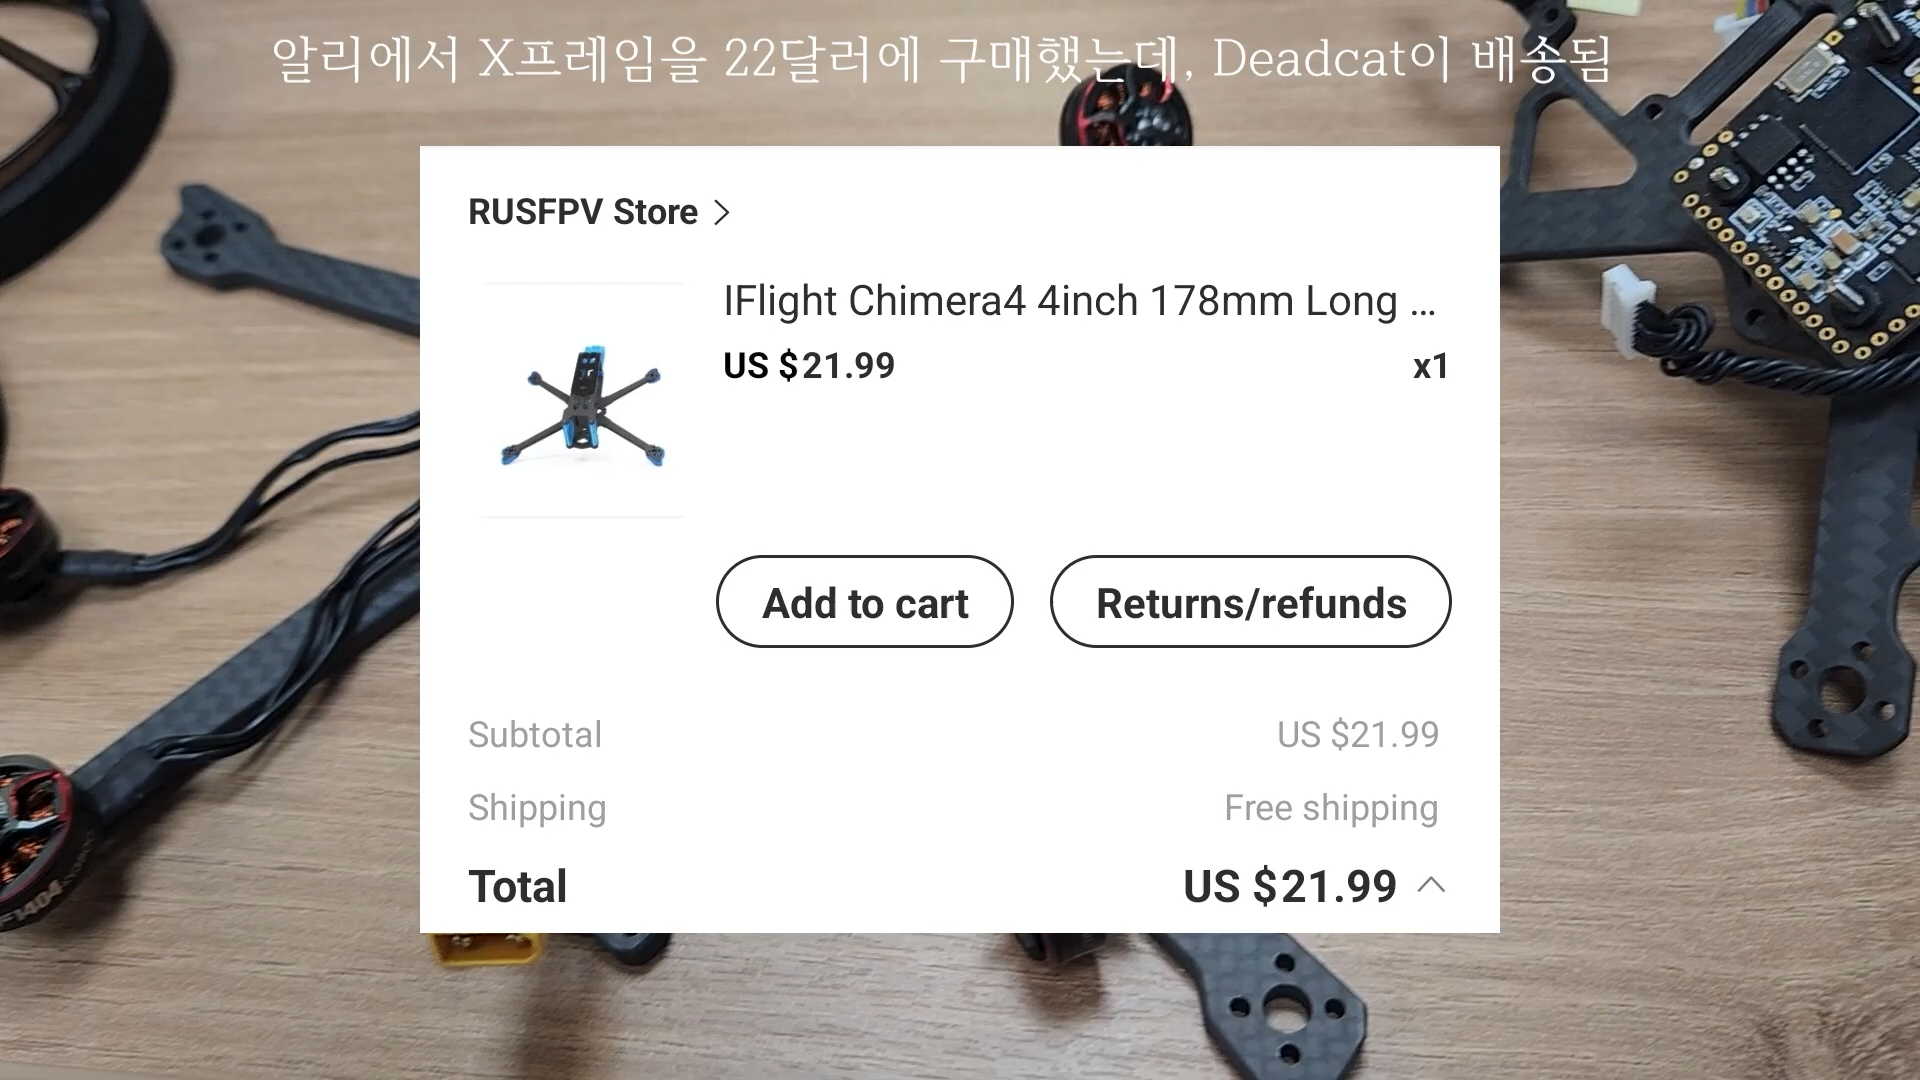 알리에서 X프레임을 22달러에 구매했는데, Deadcat이 배송됨
RUSFPV Store
IFlight Chimera4 4inch 178mm Long ...
US $21.99
x1
Add to cart
Returns/refunds
Subtotal
US $21.99
Shipping
Free shipping
Total
US $21.99
F1404